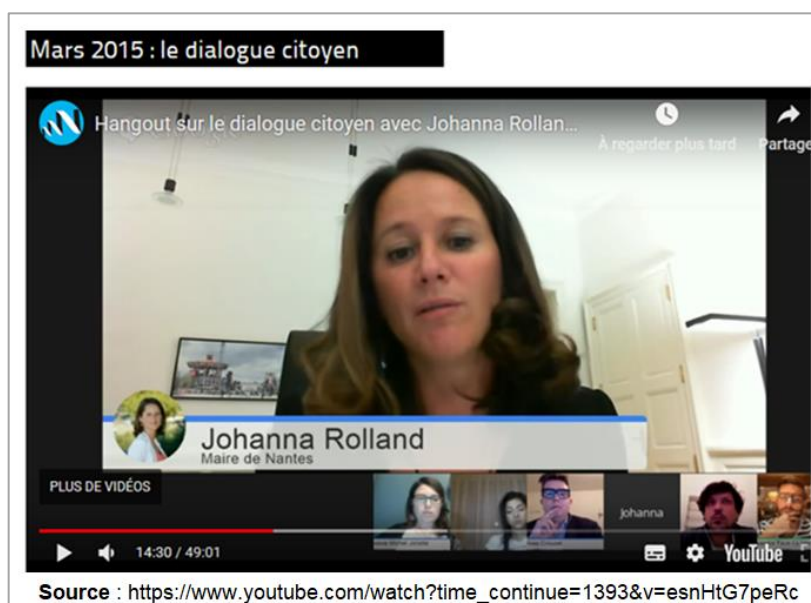 Mars 2015 : le dialogue citoyen
Hangout sur le dialogue citoyen avec Johanna Rollan...
À regarder plus tard
Partage
Johanna Rolland
Maire de Nantes
PLUS DE VIDÉOS
Johanna
14:30 / 49:01
YouTube
Source : https://www.youtube.com/watch?time_continue=1393&v=esnHtG7peRc